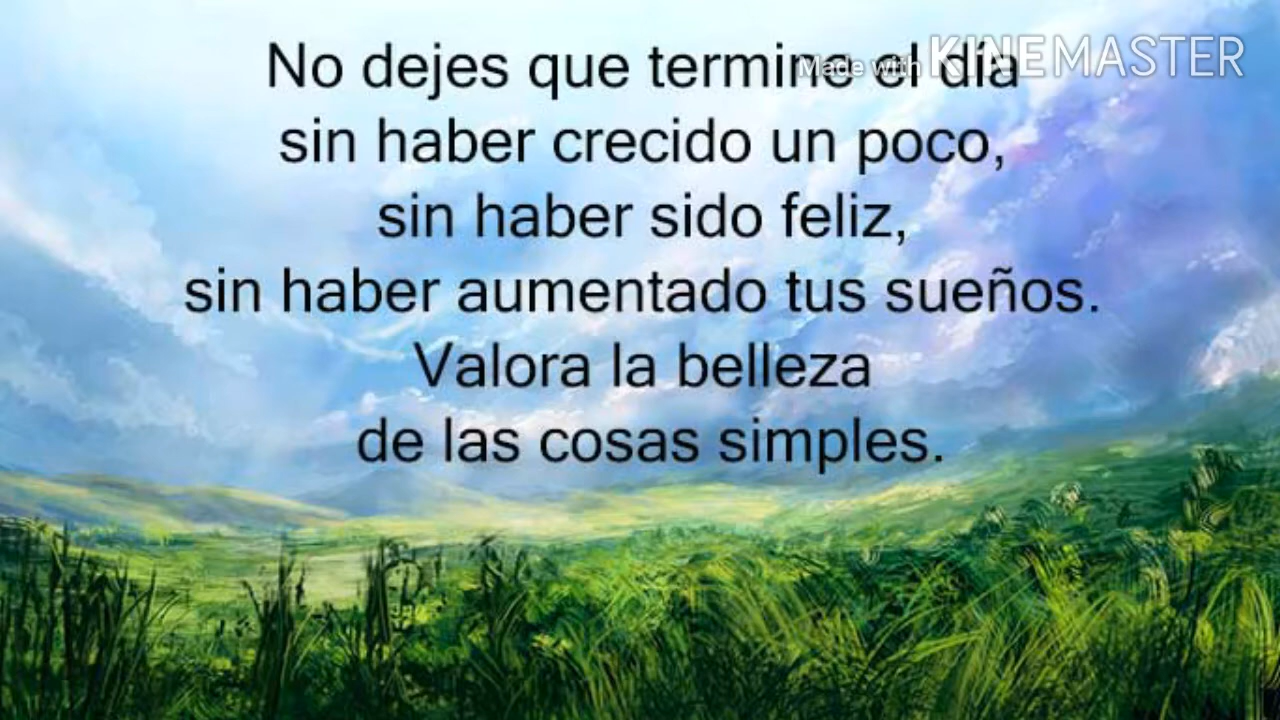 No dejes que termine el día
Made with KINEMASTER
sin haber crecido un poco,
sin haber sido feliz,
sin haber aumentado tus sueños.
Valora la belleza
de las cosas simples.